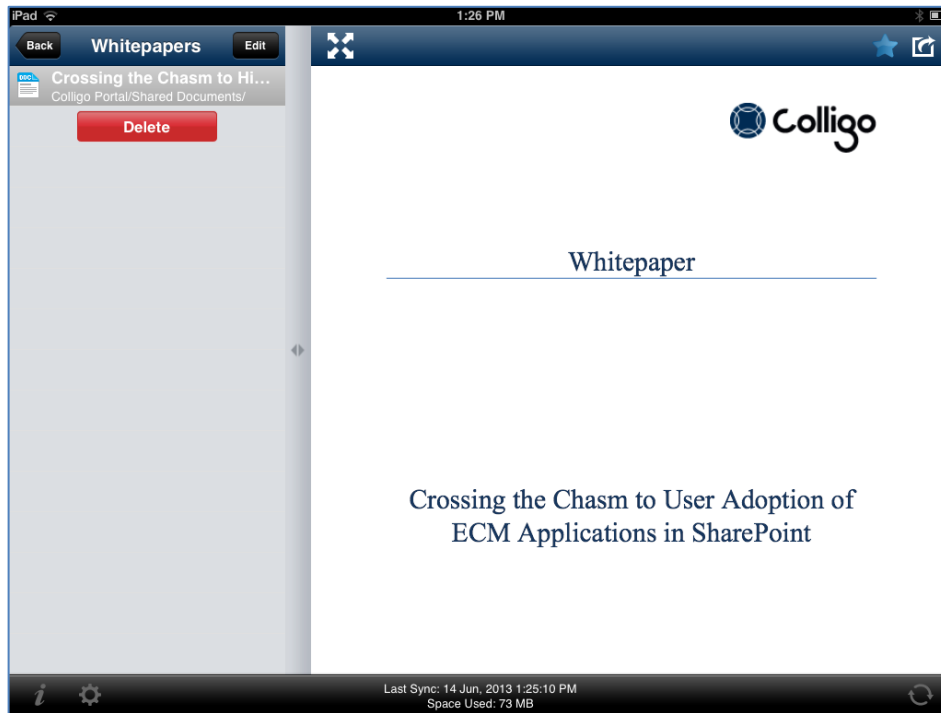 iPad
1:26 PM
Back
Whitepapers
Edit
DOC
Crossing the Chasm to Hi...
Colligo Portal/Shared Documents/
Delete
Colligo
Whitepaper
Crossing the Chasm to User Adoption of
ECM Applications in SharePoint
Last Sync: 14 Jun, 2013 1:25:10 PM
Space Used: 73 MB